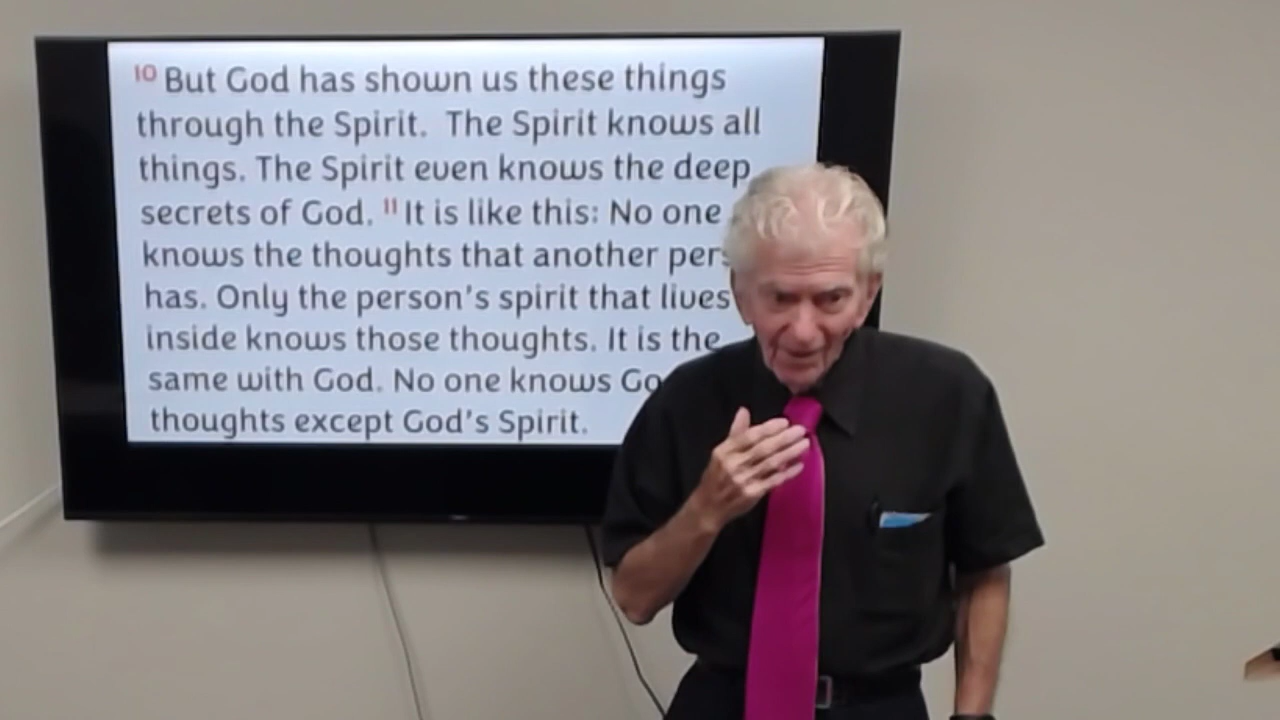 10 But God has shown us these things
through the Spirit. The Spirit knows all
things. The Spirit even knows the deep
secrets of God. 11 It is like this: No one
knows the thoughts that another pers
has. Only the person's spirit that lives
inside knows those thoughts. It is the
same with God. No one knows Go
thoughts except God's Spirit.